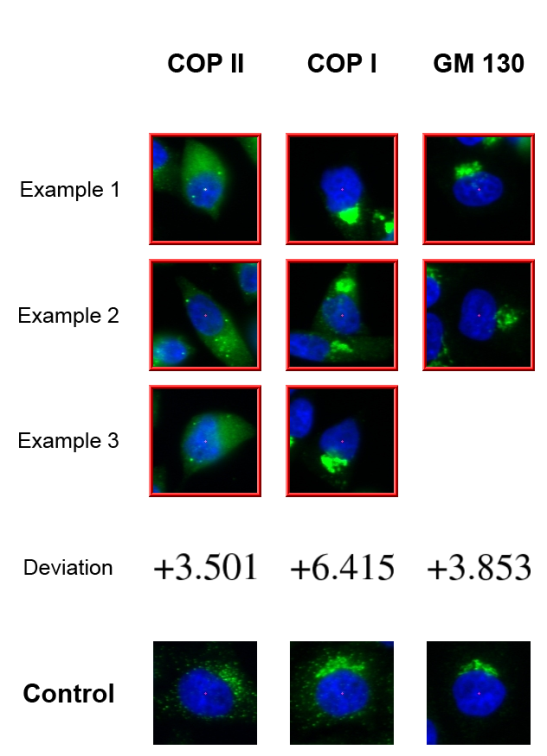 COP II COP I GM 130
Example 1
Example 2
Example 3
Deviation +3.501 +6.415 +3.853
Control